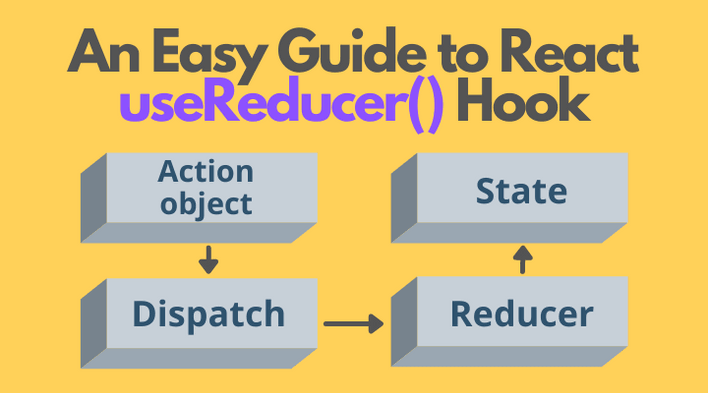 An Easy Guide to React
useReducer() Hook
Action
object
State
Dispatch
Reducer